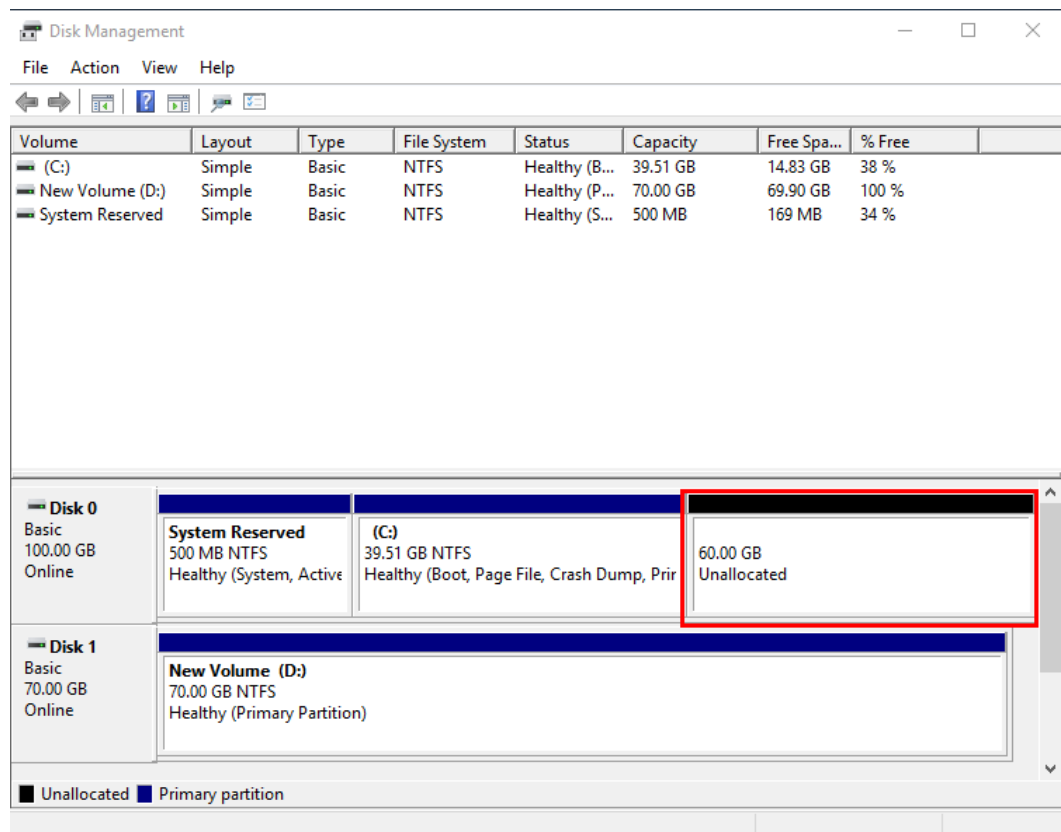 Disk Management
File Action View Help
Volume Layout Type File System Status Capacity Free Spa... % Free
(C:) Simple Basic NTFS Healthy (B... 39.51 GB 14.83 GB 38 %
New Volume (D:) Simple Basic NTFS Healthy (P... 70.00 GB 69.90 GB 100 %
System Reserved Simple Basic NTFS Healthy (S... 500 MB 169 MB 34 %
Disk 0
Basic
100.00 GB
Online
System Reserved
500 MB NTFS
Healthy (System, Active
(C:)
39.51 GB NTFS
Healthy (Boot, Page File, Crash Dump, Prir
60.00 GB
Unallocated
Disk 1
Basic
70.00 GB
Online
New Volume (D:)
70.00 GB NTFS
Healthy (Primary Partition)
Unallocated Primary partition